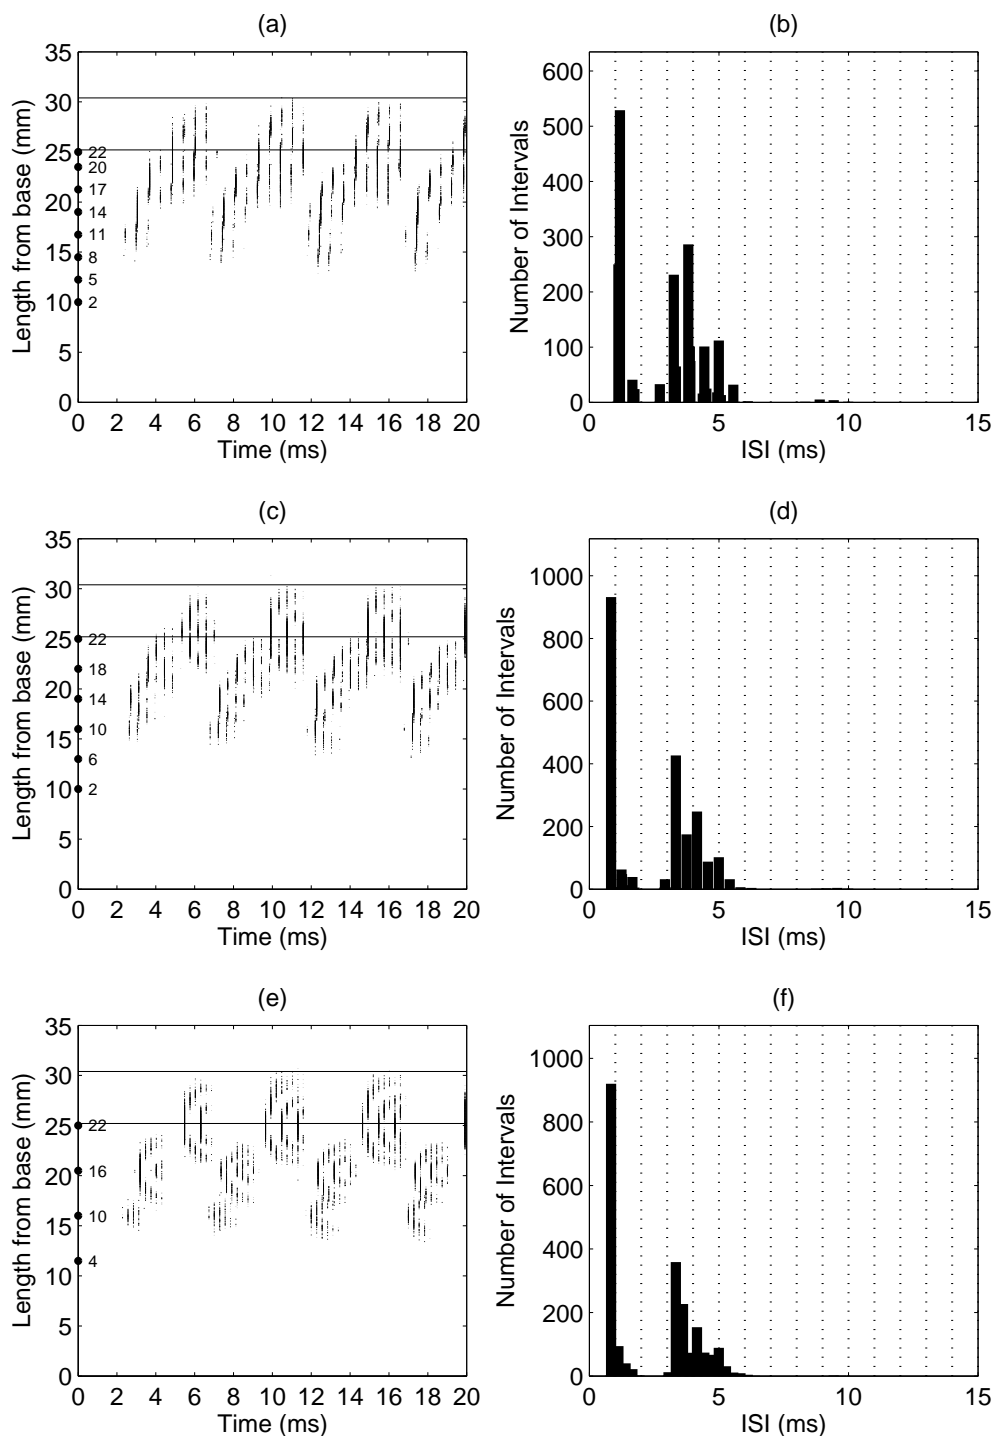 (a)
35
30
25
20
15
10
5
0
22
20
17
14
11
8
5
2
0 2 4 6 8 10 12 14 16 18 20
Length from base (mm)
Time (ms)
(b)
600
500
400
300
200
100
0
0 5 10 15
Number of Intervals
ISI (ms)
(c)
35
30
25
20
15
10
5
0
22
18
14
10
6
2
0 2 4 6 8 10 12 14 16 18 20
Length from base (mm)
Time (ms)
(d)
1000
800
600
400
200
0
0 5 10 15
Number of Intervals
ISI (ms)
(e)
35
30
25
20
15
10
5
0
22
16
10
4
0 2 4 6 8 10 12 14 16 18 20
Length from base (mm)
Time (ms)
(f)
1000
800
600
400
200
0
0 5 10 15
Number of Intervals
ISI (ms)